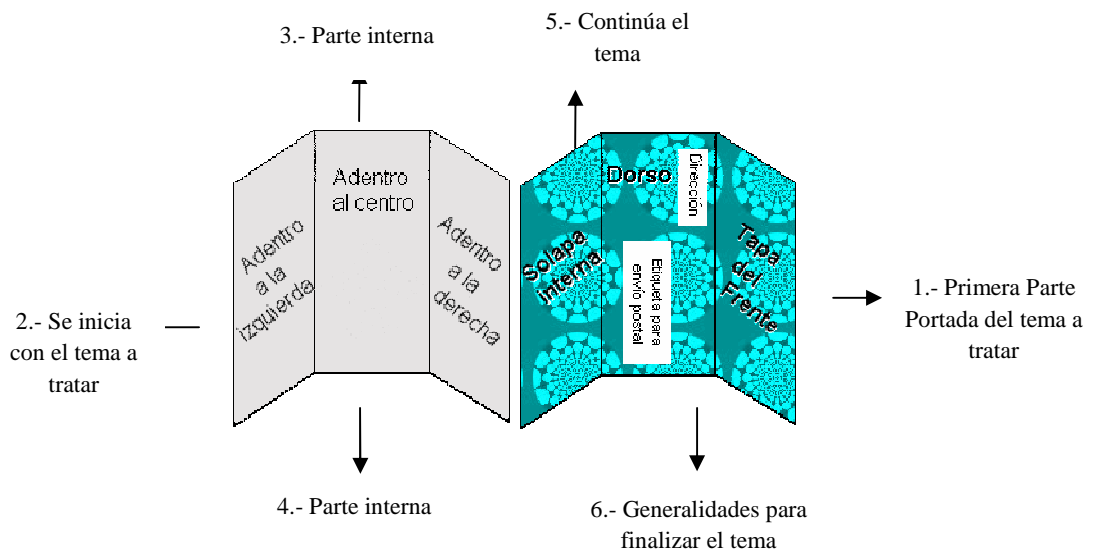 3.- Parte interna
5.- Continúa el
tema
Adentro
al centro
Adentro
a la
izquierda
Adentro
a la
derecha
Dorso
Dirección
Solapa
interna
Etiqueta para
envío postal
Tapa
del
Frente
2.- Se inicia
con el tema a
tratar
1.- Primera Parte
Portada del tema a
tratar
4.- Parte interna
6.- Generalidades para
finalizar el tema